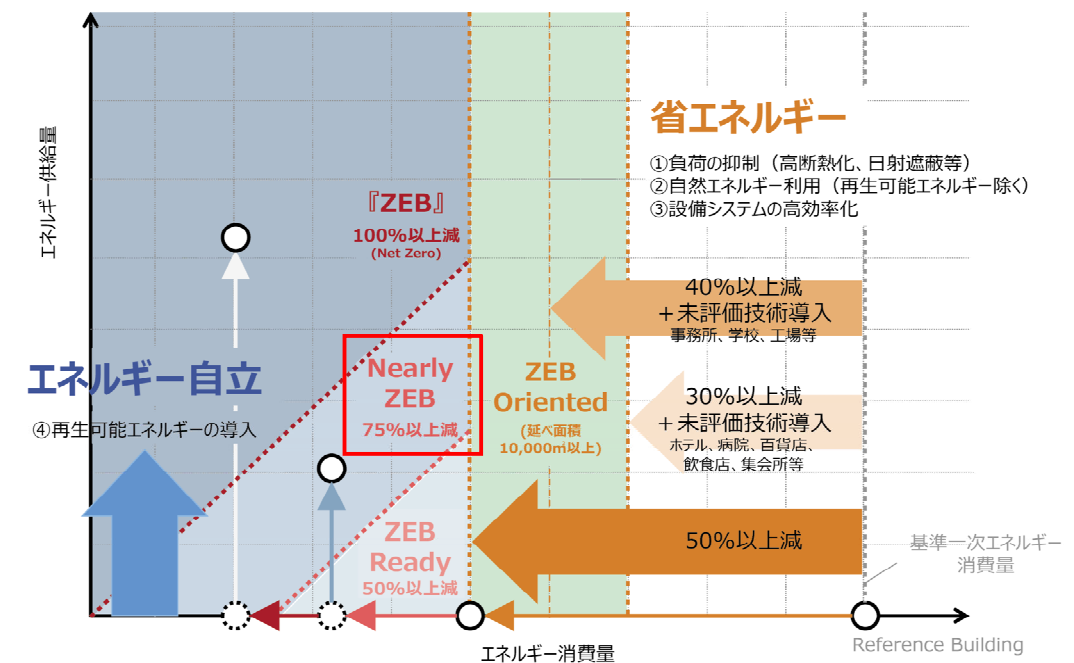 エネルギー供給量
省エネルギー
①負荷の抑制（高断熱化、日射遮蔽等）
②自然エネルギー利用（再生可能エネルギー除く）
③設備システムの高効率化
『ZEB』
100%以上減
(Net Zero)
40%以上減
＋未評価技術導入
事務所、学校、工場等
エネルギー自立
④再生可能エネルギーの導入
Nearly
ZEB
75%以上減
ZEB
Oriented
(延べ面積
10,000㎡以上)
30%以上減
＋未評価技術導入
ホテル、病院、百貨店、
飲食店、集会所等
ZEB
Ready
50%以上減
50%以上減
基準一次エネルギー
消費量
エネルギー消費量
Reference Building